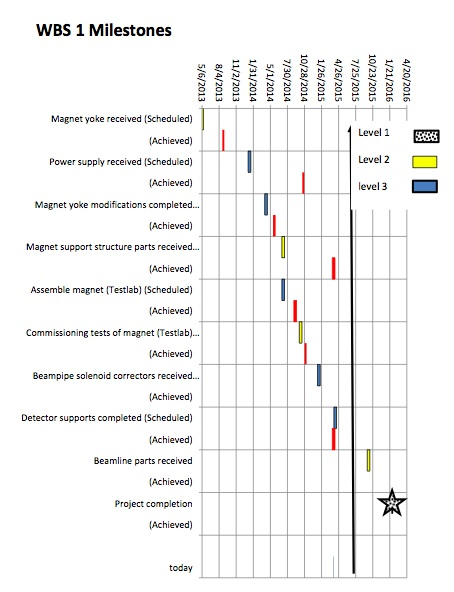 WBS 1 Milestones
5/6/2013
8/4/2013
11/2/2013
1/31/2014
5/1/2014
7/30/2014
10/28/2014
1/26/2015
4/26/2015
7/25/2015
10/23/2015
1/21/2016
4/20/2016
Magnet yoke received (Scheduled)
(Achieved)
Power supply received (Scheduled)
(Achieved)
Magnet yoke modifications completed...
(Achieved)
Magnet support structure parts received...
(Achieved)
Assemble magnet (Testlab) (Scheduled)
(Achieved)
Commissioning tests of magnet (Testlab)...
(Achieved)
Beampipe solenoid correctors received...
(Achieved)
Detector supports completed (Scheduled)
(Achieved)
Beamline parts received
(Achieved)
Project completion
(Achieved)
today
Level 1
Level 2
level 3